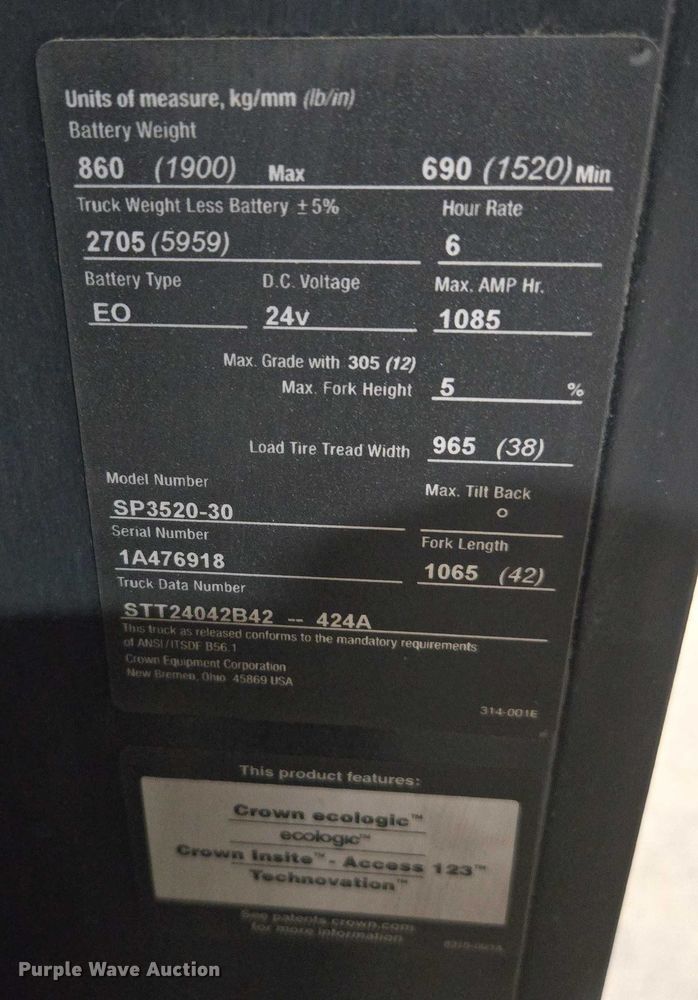 Units of measure, kg/mm (lb/in)
Battery Weight
860 (1900) Max 690 (1520) Min
Truck Weight Less Battery ±5% Hour Rate
2705 (5959) 6
Battery Type D.C. Voltage Max. AMP Hr.
EO 24v 1085
Max. Grade with 305 (12)
Max. Fork Height 5 %
Load Tire Tread Width 965 (38)
Model Number Max. Tilt Back
SP3520-30 °
Serial Number Fork Length
1A476918 1065 (42)
Truck Data Number
STT24042B42 -- 424A
This truck as released conforms to the mandatory requirements
of ANSI/ITSDF B56.1
Crown Equipment Corporation
New Bremen, Ohio 45869 USA
314-001E
This product features:
Crown ecologic™
ecologic™
Crown Insite™ - Access 123™
Technovation™
See patents.crown.com
for more information
Purple Wave Auction